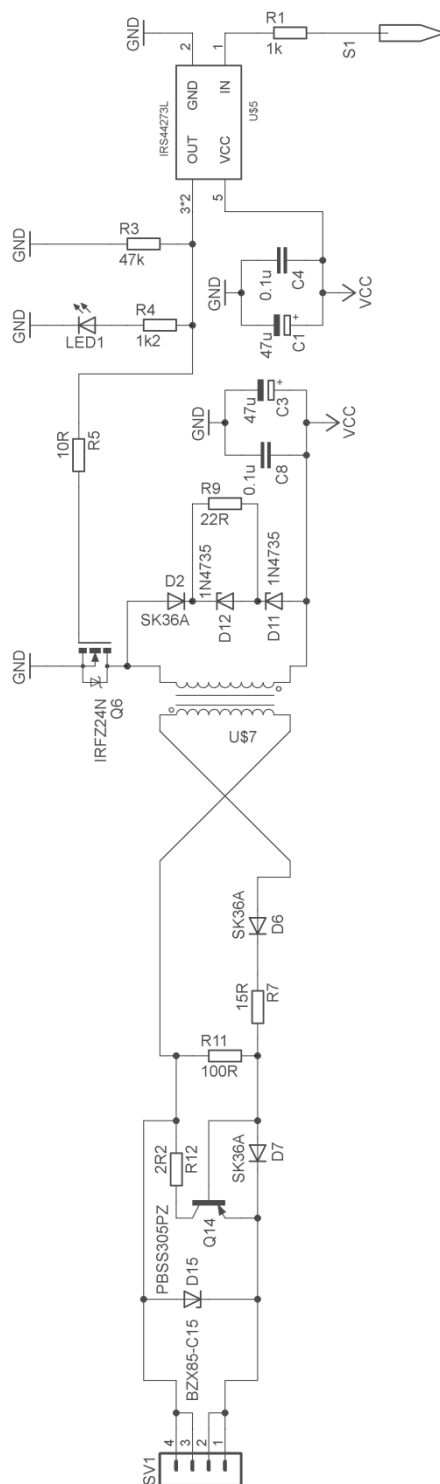 GND
2
1
R1
1k
S1
IRS44273L
GND
IN
U$5
OUT
VCC
3*2
5
GND
R3
47k
GND
LED1
R4
1k2
GND
0.1u
C4
47u
C1
+
VCC
10R
R5
GND
47u
C3
+
0.1u
C8
VCC
R9
22R
1N4735
1N4735
D2
SK36A
D12
D11
GND
IRFZ24N
Q6
U$7
SK36A
D6
15R
R7
R11
100R
2R2
R12
SK36A
D7
PBSS305PZ
Q14
D15
BZX85-C15
SV1
4
3
2
1